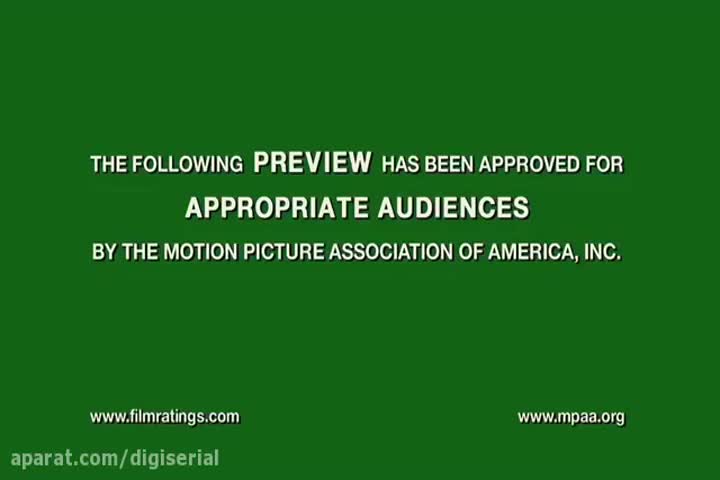 THE FOLLOWING PREVIEW HAS BEEN APPROVED FOR
APPROPRIATE AUDIENCES
BY THE MOTION PICTURE ASSOCIATION OF AMERICA, INC.
www.filmratings.com www.mpaa.org
aparat.com/digiserial